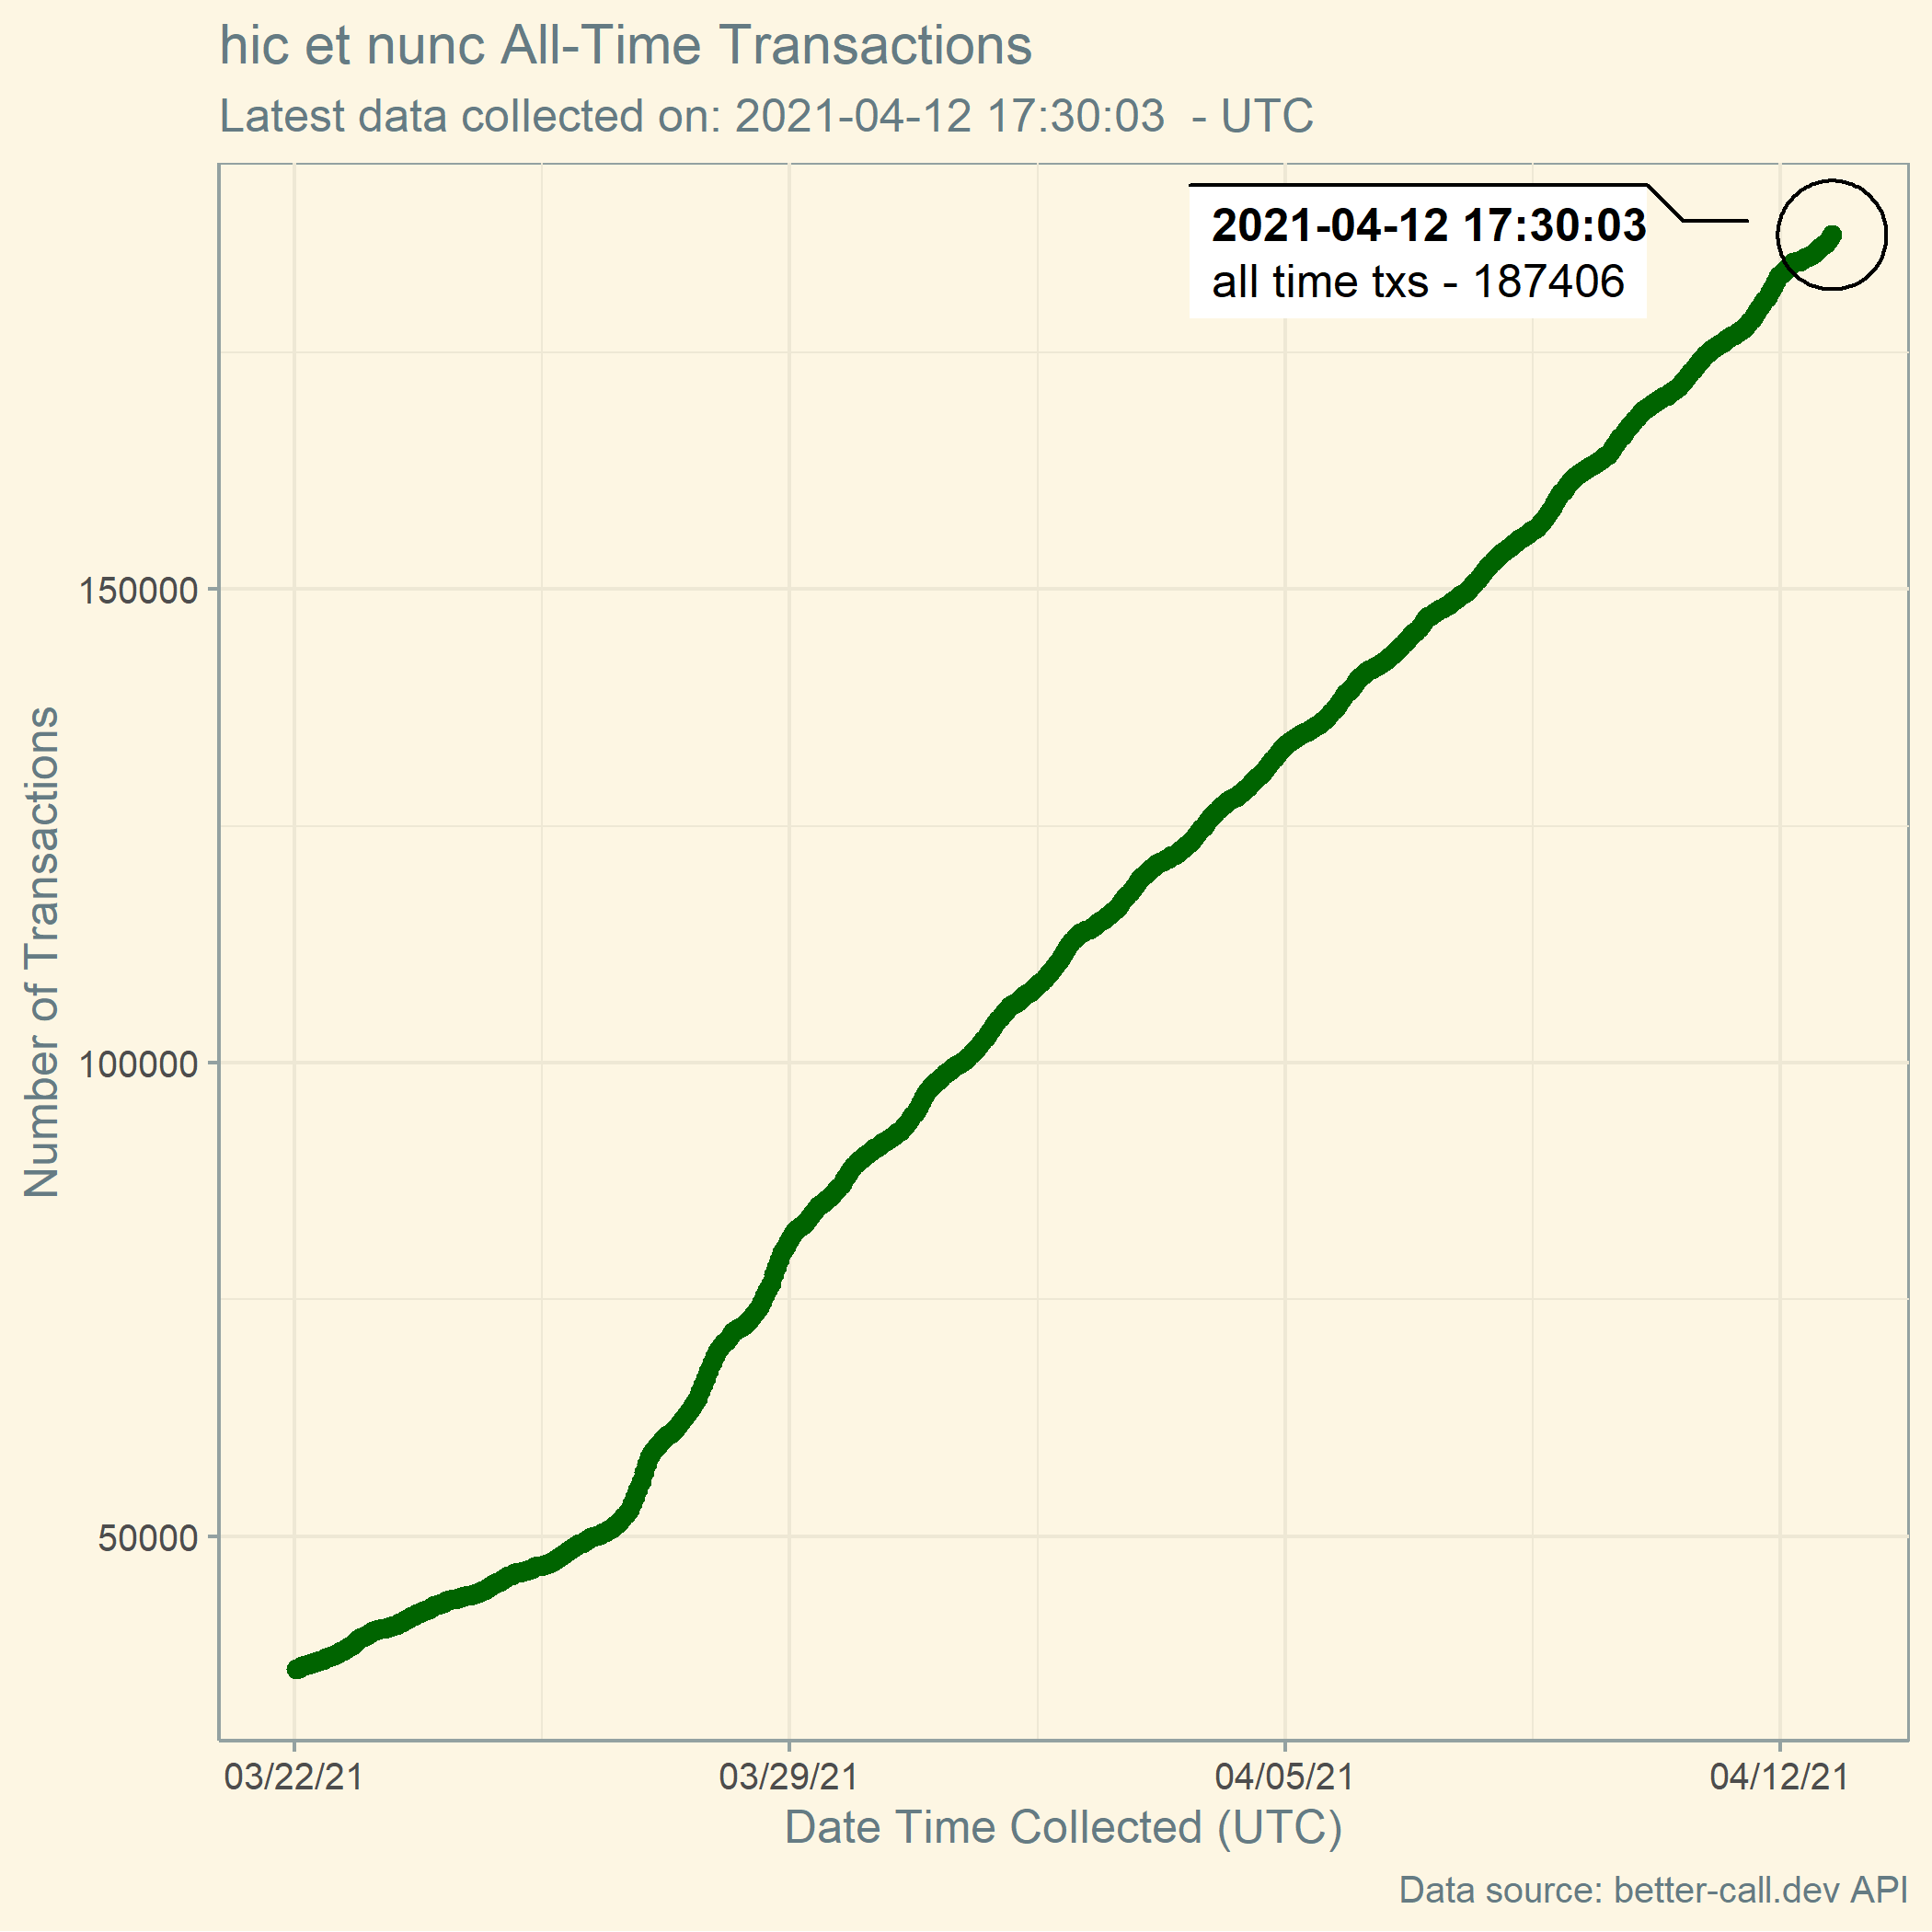 hic et nunc All-Time Transactions
Latest data collected on: 2021-04-12 17:30:03  - UTC
2021-04-12 17:30:03
all time txs - 187406
Number of Transactions
150000
100000
50000
03/22/21 03/29/21 04/05/21 04/12/21
Date Time Collected (UTC)
Data source: better-call.dev API